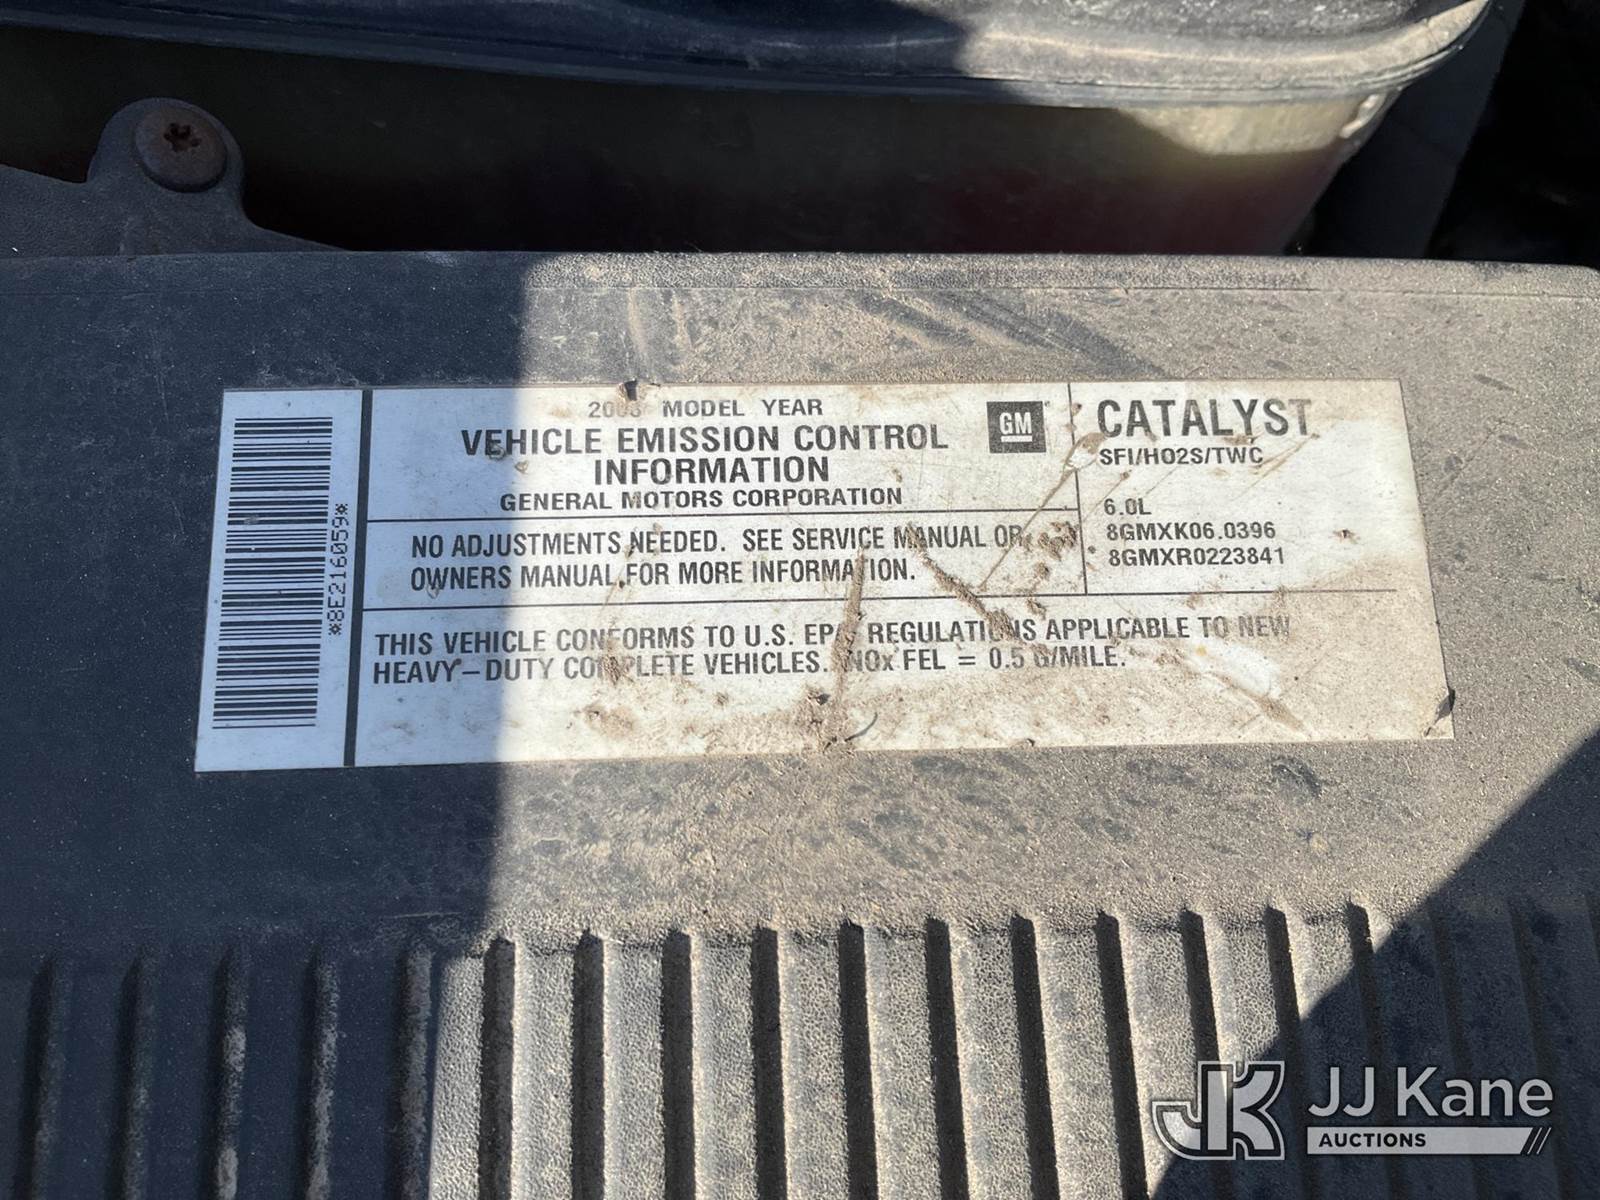 *8E216059*
2008 MODEL YEAR
VEHICLE EMISSION CONTROL
INFORMATION
GENERAL MOTORS CORPORATION
GM
CATALYST
SFI/HO2S/TWC
6.0L
8GMXK06.0396
8GMXR0223841
NO ADJUSTMENTS NEEDED. SEE SERVICE MANUAL OR
OWNERS MANUAL FOR MORE INFORMATION.
THIS VEHICLE CONFORMS TO U.S. EPA REGULATIONS APPLICABLE TO NEW
HEAVY-DUTY COMPLETE VEHICLES. NOx FEL = 0.5 G/MILE.
JK JJ Kane
AUCTIONS